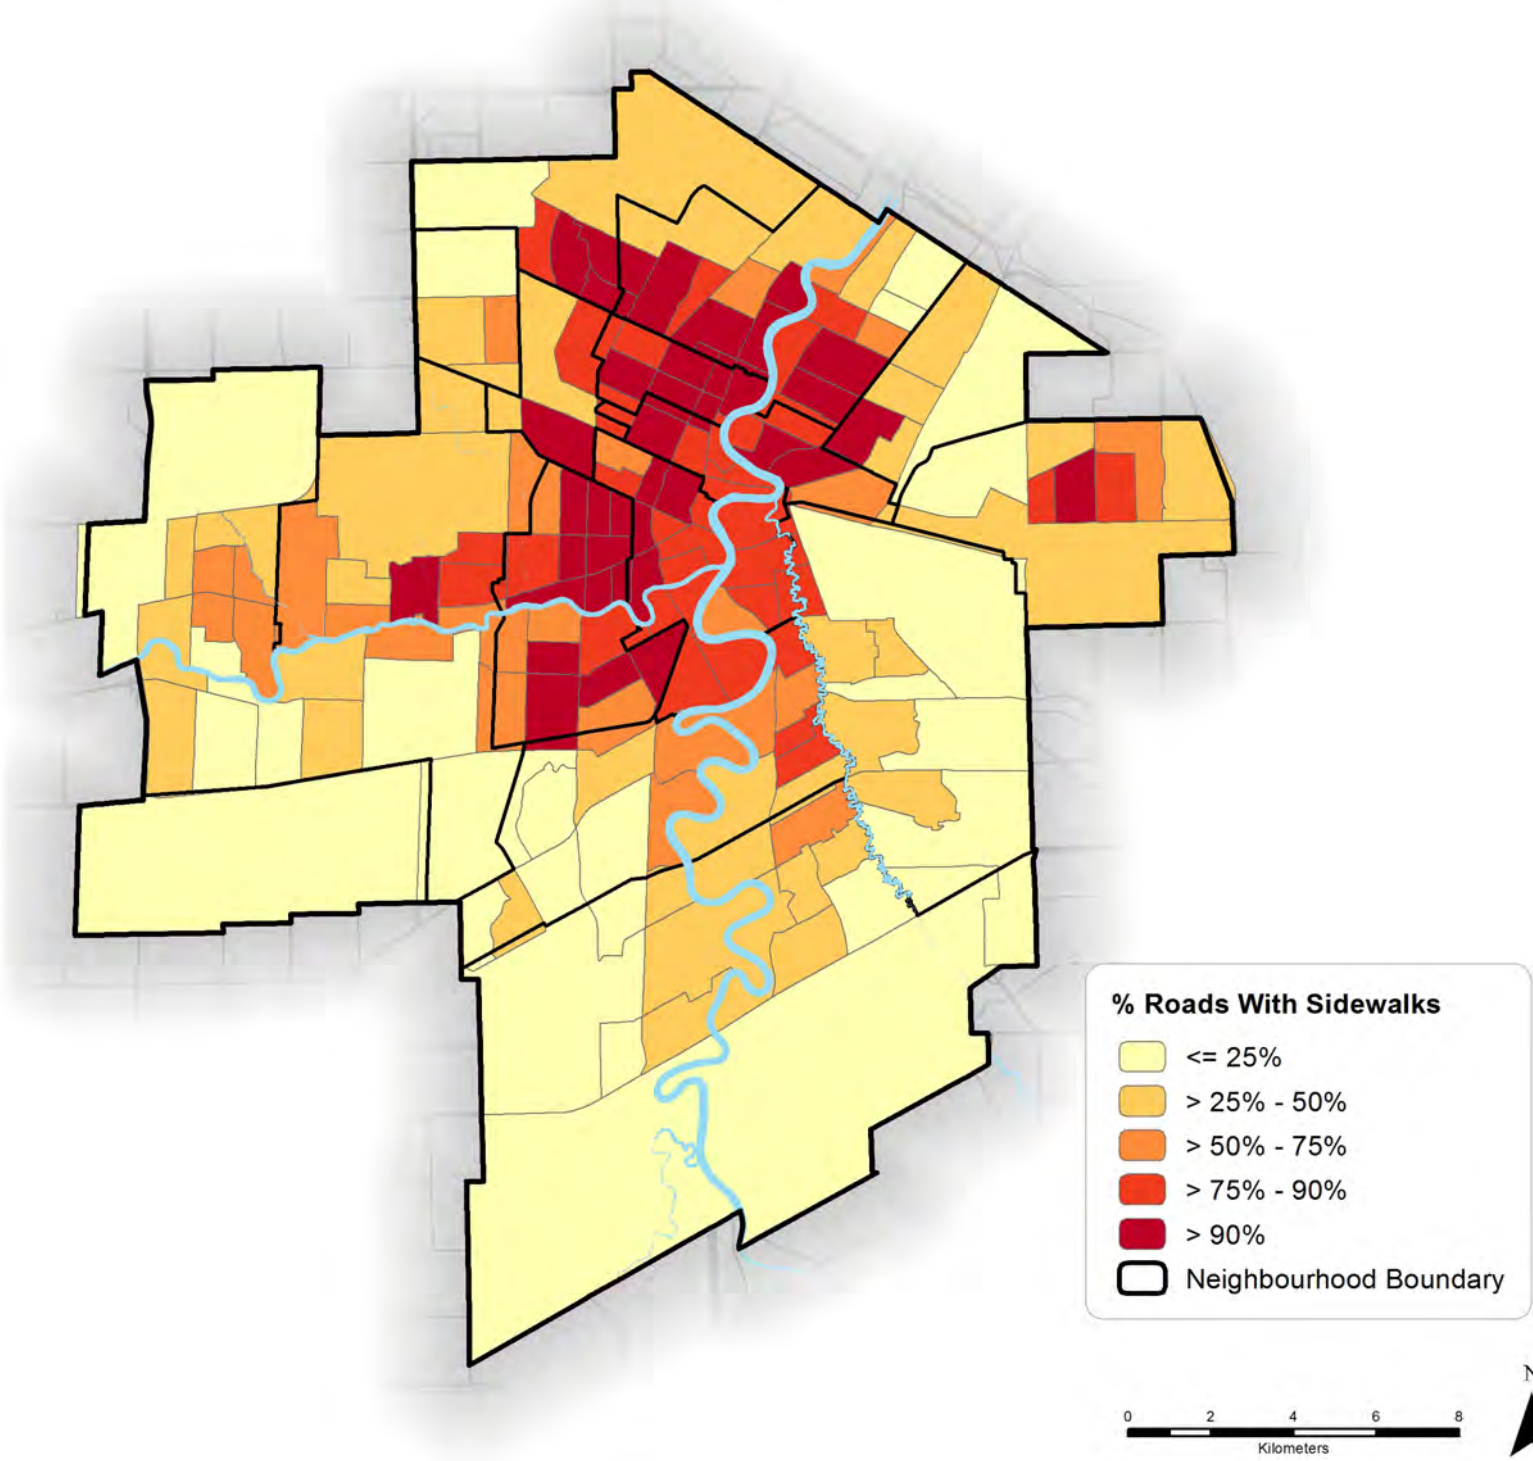 % Roads With Sidewalks
<= 25%
> 25% - 50%
> 50% - 75%
> 75% - 90%
> 90%
Neighbourhood Boundary
N
0 2 4 6 8
Kilometers